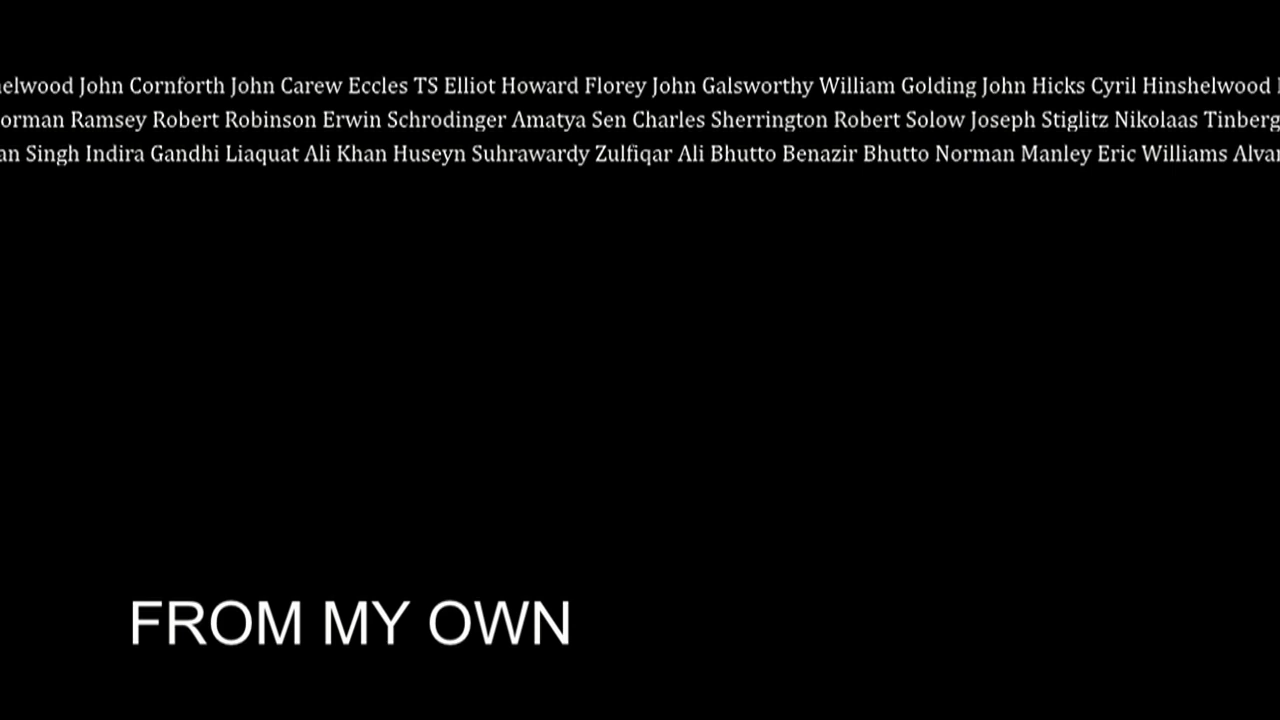 John Cornforth John Carew Eccles TS Elliot Howard Florey John Galsworthy William Golding John Hicks Cyril Hinshelwood
Ramsey Robert Robinson Erwin Schrodinger Amatya Sen Charles Sherrington Robert Solow Joseph Stiglitz Nikolaas
Singh Indira Gandhi Liaquat Ali Khan Huseyn Suhrawardy Zulfiqar Ali Bhutto Benazir Bhutto Norman Manley Eric Williams
FROM MY OWN